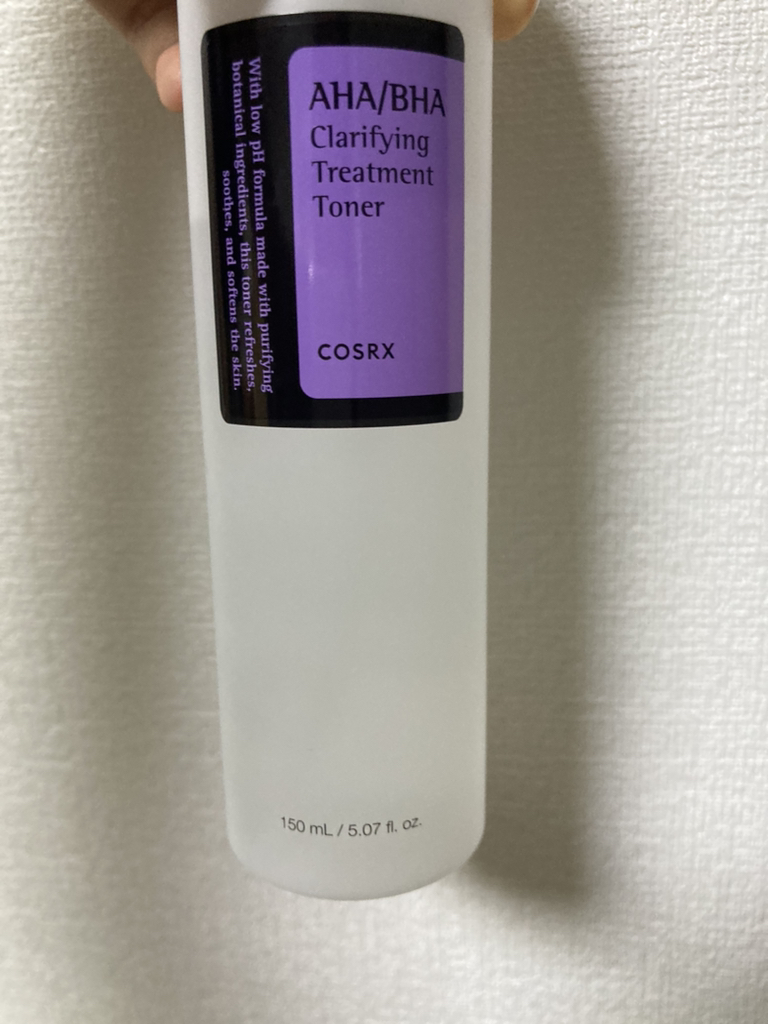 AHA/BHA
Clarifying
Treatment
Toner
COSRX
With low pH formula made with purifying
botanical ingredients, this toner refreshes,
soothes, and softens the skin.
150 mL / 5.07 fl. oz.